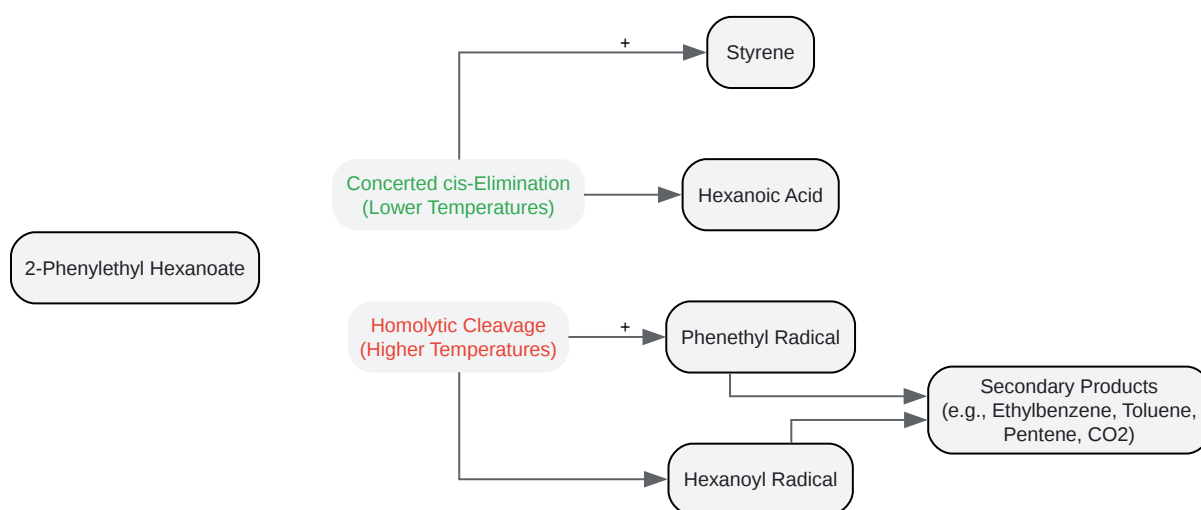 +
Styrene
Concerted cis-Elimination
(Lower Temperatures)
Hexanoic Acid
2-Phenylethyl Hexanoate
Homolytic Cleavage
(Higher Temperatures)
+
Phenethyl Radical
Secondary Products
(e.g., Ethylbenzene, Toluene,
Pentene, CO2)
Hexanoyl Radical